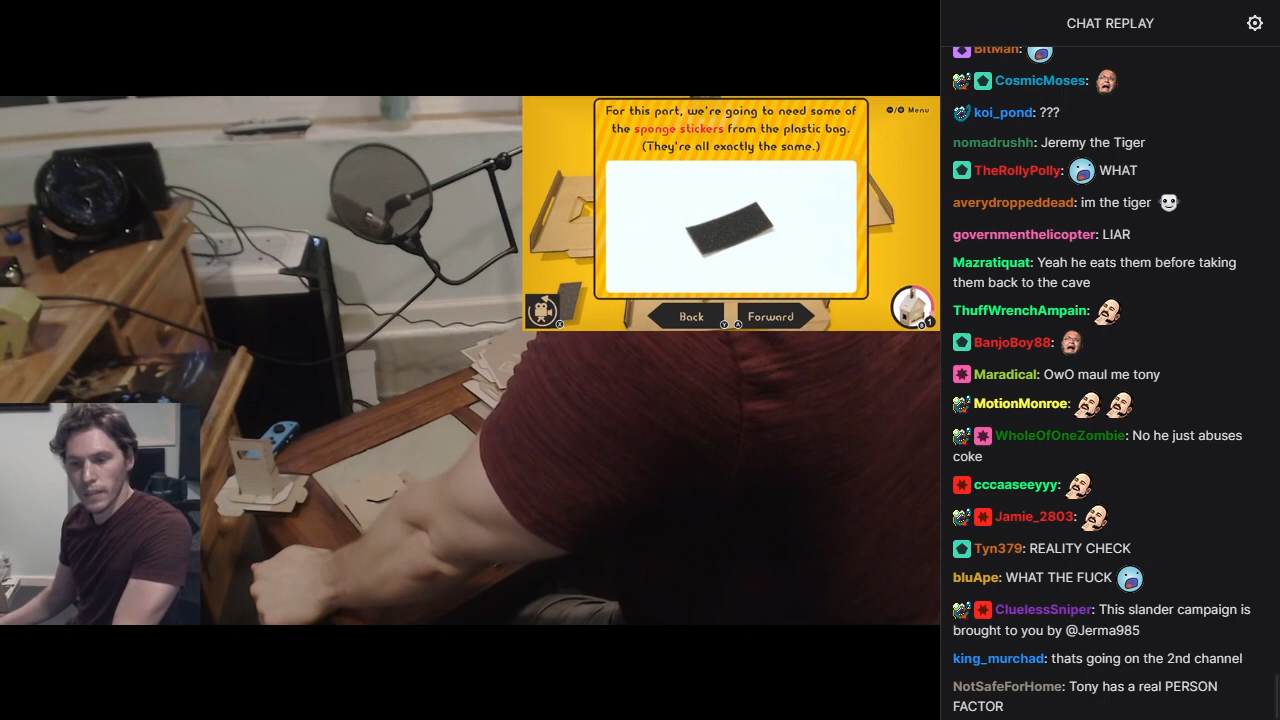 For this part, we're going to need some of
the sponge stickers from the plastic bag.
(They're all exactly the same.)
Menu
Back
Forward
CHAT REPLAY
BitMan:
CosmicMoses:
koi_pond: ???
nomadrushh: Jeremy the Tiger
TheRollyPolly: WHAT
averydroppeddead: im the tiger
governmenthelicopter: LIAR
Mazratiquat: Yeah he eats them before taking
them back to the cave
ThuffWrenchAmpain:
BanjoBoy88:
Maradical: OwO maul me tony
MotionMonroe:
WholeOfOneZombie: No he just abuses
coke
cccaaseeyyy:
Jamie_2803:
Tyn379: REALITY CHECK
bluApe: WHAT THE FUCK
CluelessSniper: This slander campaign is
brought to you by @Jerma985
king_murchad: thats going on the 2nd channel
NotSafeForHome: Tony has a real PERSON
FACTOR